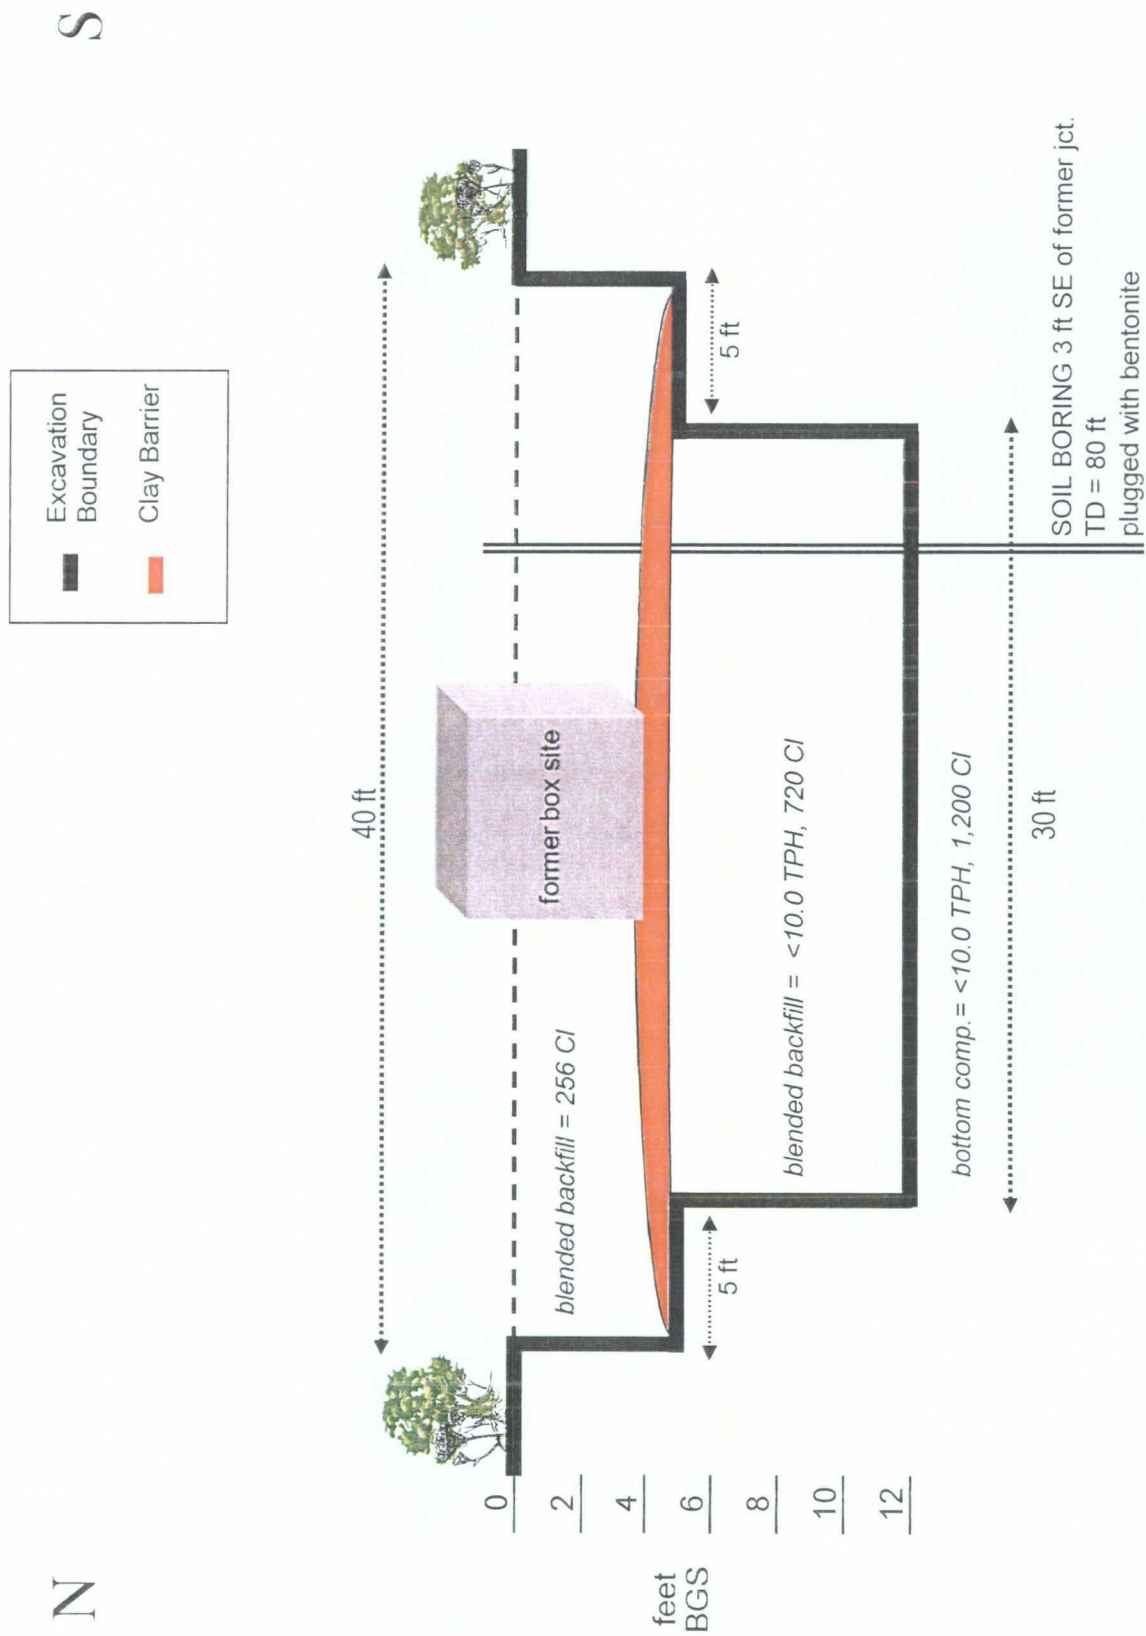 N
S
Excavation
Boundary
Clay Barrier
40 ft
former box site
blended backfill = 256 Cl
5 ft
5 ft
blended backfill = <10.0 TPH, 720 Cl
bottom comp.= <10.0 TPH, 1,200 Cl
30 ft
SOIL BORING 3 ft SE of former jct.
TD = 80 ft
plugged with bentonite
feet
BGS
0
2
4
6
8
10
12